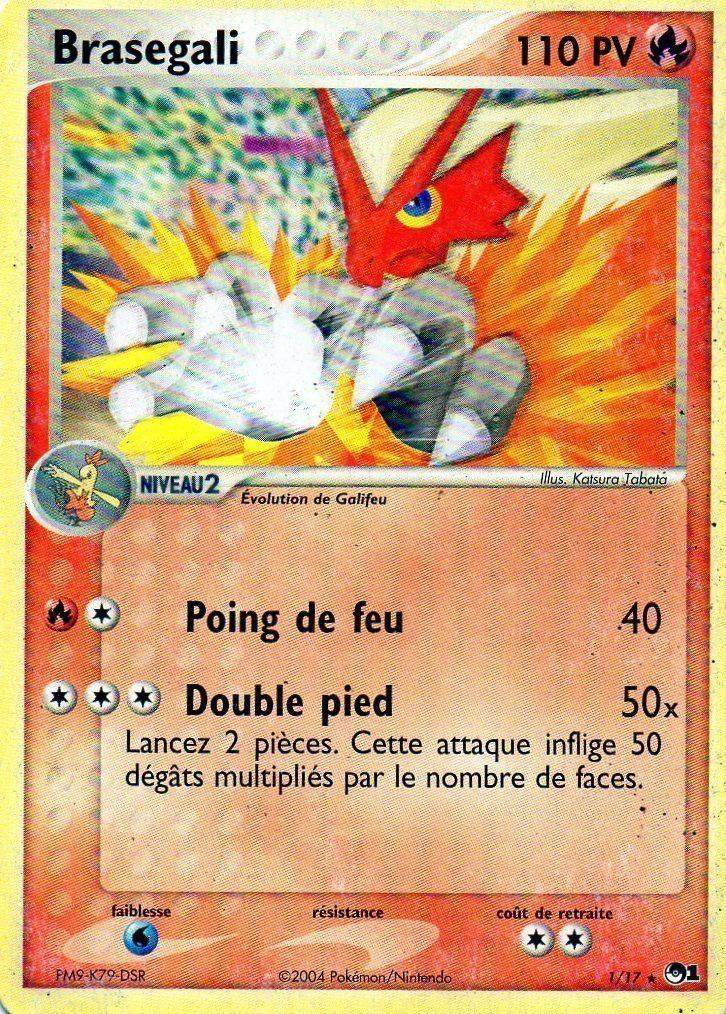 Brasegali 110 PV
Illus. Katsura Tabata
NIVEAU2
Évolution de Galifeu
Poing de feu 40
Double pied 50x
Lancez 2 pièces. Cette attaque inflige 50
dégâts multipliés par le nombre de faces.
faiblesse résistance coût de retraite
PM9-K79-DSR ©2004 Pokémon/Nintendo 1/17 ★ 1